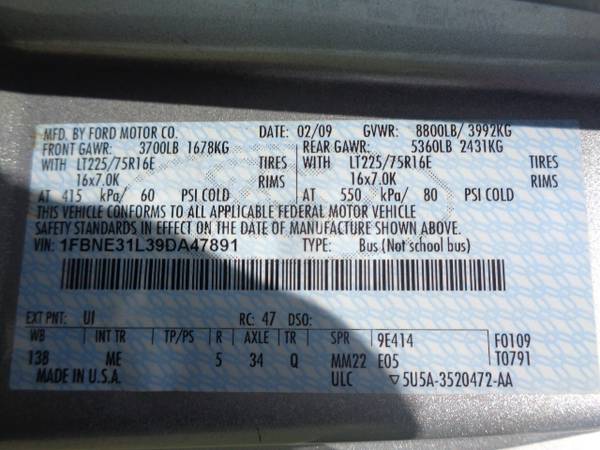 MFD. BY FORD MOTOR CO. DATE: 02/09 GVWR: 8800LB/ 3992KG
FRONT GAWR: 3700LB 1678KG REAR GAWR: 5360LB 2431KG
WITH LT225/75R16E TIRES WITH LT225/75R16E TIRES
16x7.0K RIMS 16x7.0K RIMS
AT 415 kPa/ 60 PSI COLD AT 550 kPa/ 80 PSI COLD
THIS VEHICLE CONFORMS TO ALL APPLICABLE FEDERAL MOTOR VEHICLE
SAFETY STANDARDS IN EFFECT ON THE DATE OF MANUFACTURE SHOWN ABOVE.
VIN: 1FBNE31L39DA47891 TYPE: Bus (Not school bus)
EXT PNT: UI RC: 47 DSO:
WB INT TR TP/PS R AXLE TR SPR 9E414 F0109
138 ME 5 34 Q MM22 E05 T0791
MADE IN U.S.A. ULC ▽5U5A-3520472-AA